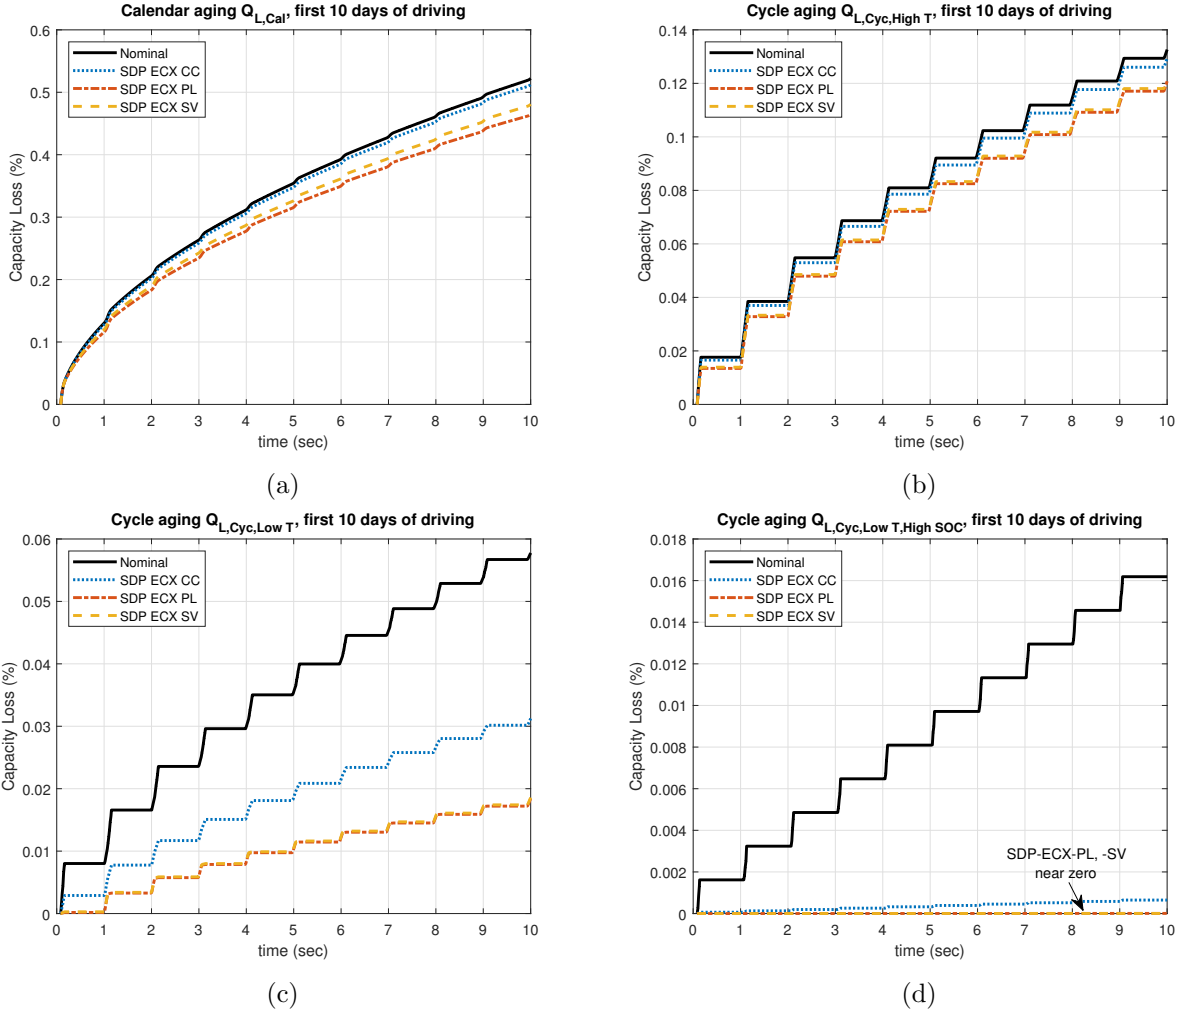 Calendar aging Q_L,Cal, first 10 days of driving
Capacity Loss (%)
0.6
0.5
0.4
0.3
0.2
0.1
0
Nominal
SDP ECX CC
SDP ECX PL
SDP ECX SV
0 1 2 3 4 5 6 7 8 9 10
time (sec)
(a)
Cycle aging Q_L,Cyc,High T, first 10 days of driving
Capacity Loss (%)
0.14
0.12
0.1
0.08
0.06
0.04
0.02
0
Nominal
SDP ECX CC
SDP ECX PL
SDP ECX SV
0 1 2 3 4 5 6 7 8 9 10
time (sec)
(b)
Cycle aging Q_L,Cyc,Low T, first 10 days of driving
Capacity Loss (%)
0.06
0.05
0.04
0.03
0.02
0.01
0
Nominal
SDP ECX CC
SDP ECX PL
SDP ECX SV
0 1 2 3 4 5 6 7 8 9 10
time (sec)
(c)
Cycle aging Q_L,Cyc,Low T,High SOC, first 10 days of driving
Capacity Loss (%)
0.018
0.016
0.014
0.012
0.01
0.008
0.006
0.004
0.002
0
Nominal
SDP ECX CC
SDP ECX PL
SDP ECX SV
SDP-ECX-PL, -SV
near zero
0 1 2 3 4 5 6 7 8 9 10
time (sec)
(d)